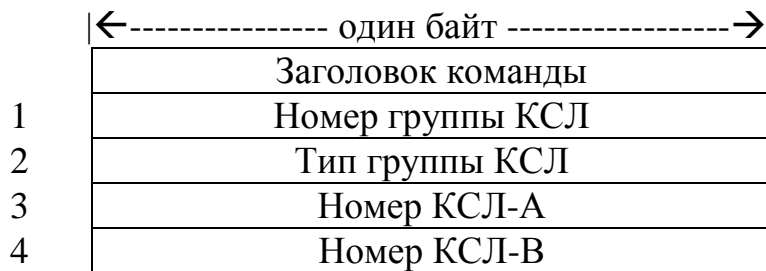 |←---------------- один байт ------------------→
Заголовок команды
1 Номер группы КСЛ
2 Тип группы КСЛ
3 Номер КСЛ-А
4 Номер КСЛ-В